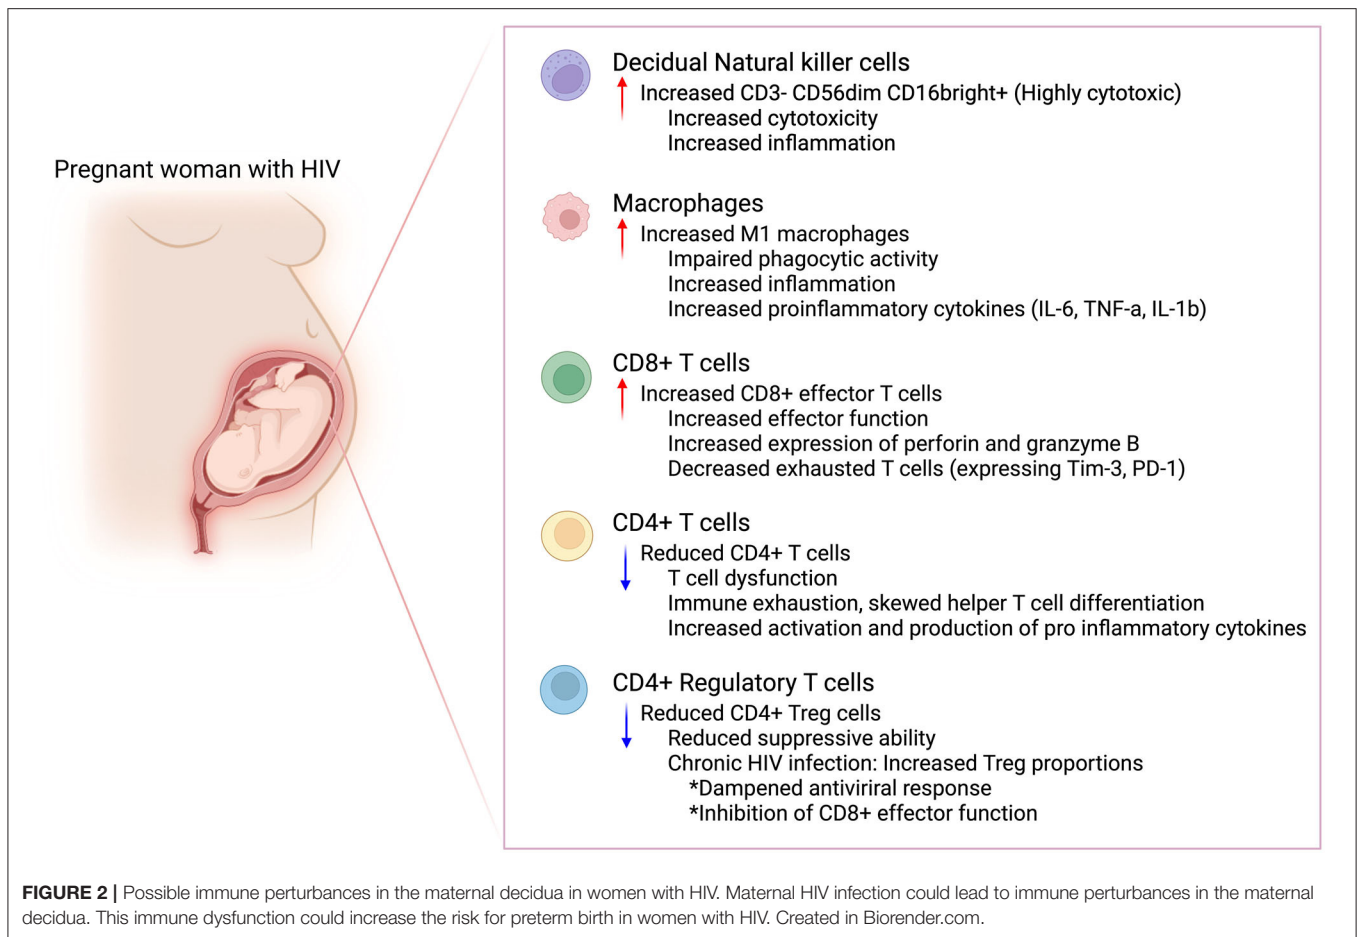 Pregnant woman with HIV
Decidual Natural killer cells
Increased CD3- CD56dim CD16bright+ (Highly cytotoxic)
Increased cytotoxicity
Increased inflammation
Macrophages
Increased M1 macrophages
Impaired phagocytic activity
Increased inflammation
Increased proinflammatory cytokines (IL-6, TNF-a, IL-1b)
CD8+ T cells
Increased CD8+ effector T cells
Increased effector function
Increased expression of perforin and granzyme B
Decreased exhausted T cells (expressing Tim-3, PD-1)
CD4+ T cells
Reduced CD4+ T cells
T cell dysfunction
Immune exhaustion, skewed helper T cell differentiation
Increased activation and production of pro inflammatory cytokines
CD4+ Regulatory T cells
Reduced CD4+ Treg cells
Reduced suppressive ability
Chronic HIV infection: Increased Treg proportions
*Dampened antiviriral response
*Inhibition of CD8+ effector function
FIGURE 2 | Possible immune perturbances in the maternal decidua in women with HIV. Maternal HIV infection could lead to immune perturbances in the maternal
decidua. This immune dysfunction could increase the risk for preterm birth in women with HIV. Created in Biorender.com.